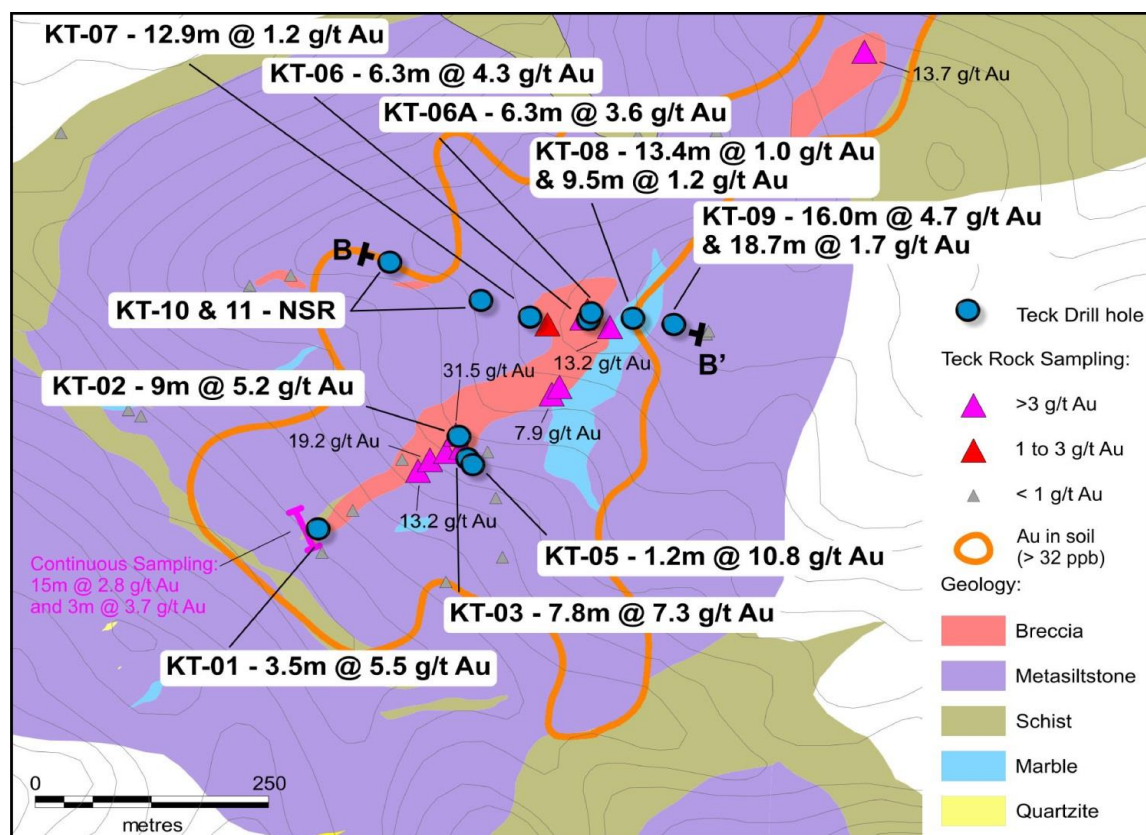 KT-07 - 12.9m @ 1.2 g/t Au
KT-06 - 6.3m @ 4.3 g/t Au
KT-06A - 6.3m @ 3.6 g/t Au
KT-08 - 13.4m @ 1.0 g/t Au
& 9.5m @ 1.2 g/t Au
KT-09 - 16.0m @ 4.7 g/t Au
& 18.7m @ 1.7 g/t Au
13.7 g/t Au
B
KT-10 & 11 - NSR
B'
13.2 g/t Au
31.5 g/t Au
KT-02 - 9m @ 5.2 g/t Au
19.2 g/t Au
7.9 g/t Au
13.2 g/t Au
KT-05 - 1.2m @ 10.8 g/t Au
Continuous Sampling:
15m @ 2.8 g/t Au
and 3m @ 3.7 g/t Au
KT-03 - 7.8m @ 7.3 g/t Au
KT-01 - 3.5m @ 5.5 g/t Au
0 250
metres
Teck Drill hole
Teck Rock Sampling:
>3 g/t Au
1 to 3 g/t Au
< 1 g/t Au
Au in soil
(> 32 ppb)
Geology:
Breccia
Metasiltstone
Schist
Marble
Quartzite